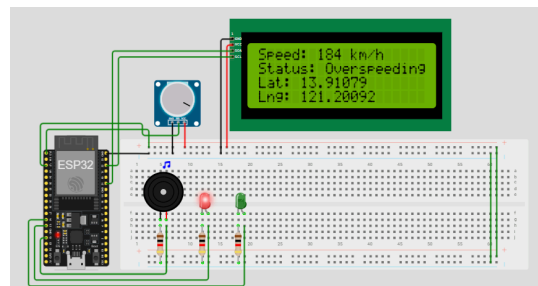 Speed: 184 km/h
Status: Overspeeding
Lat: 13.91079
Lng: 121.20092
ESP32